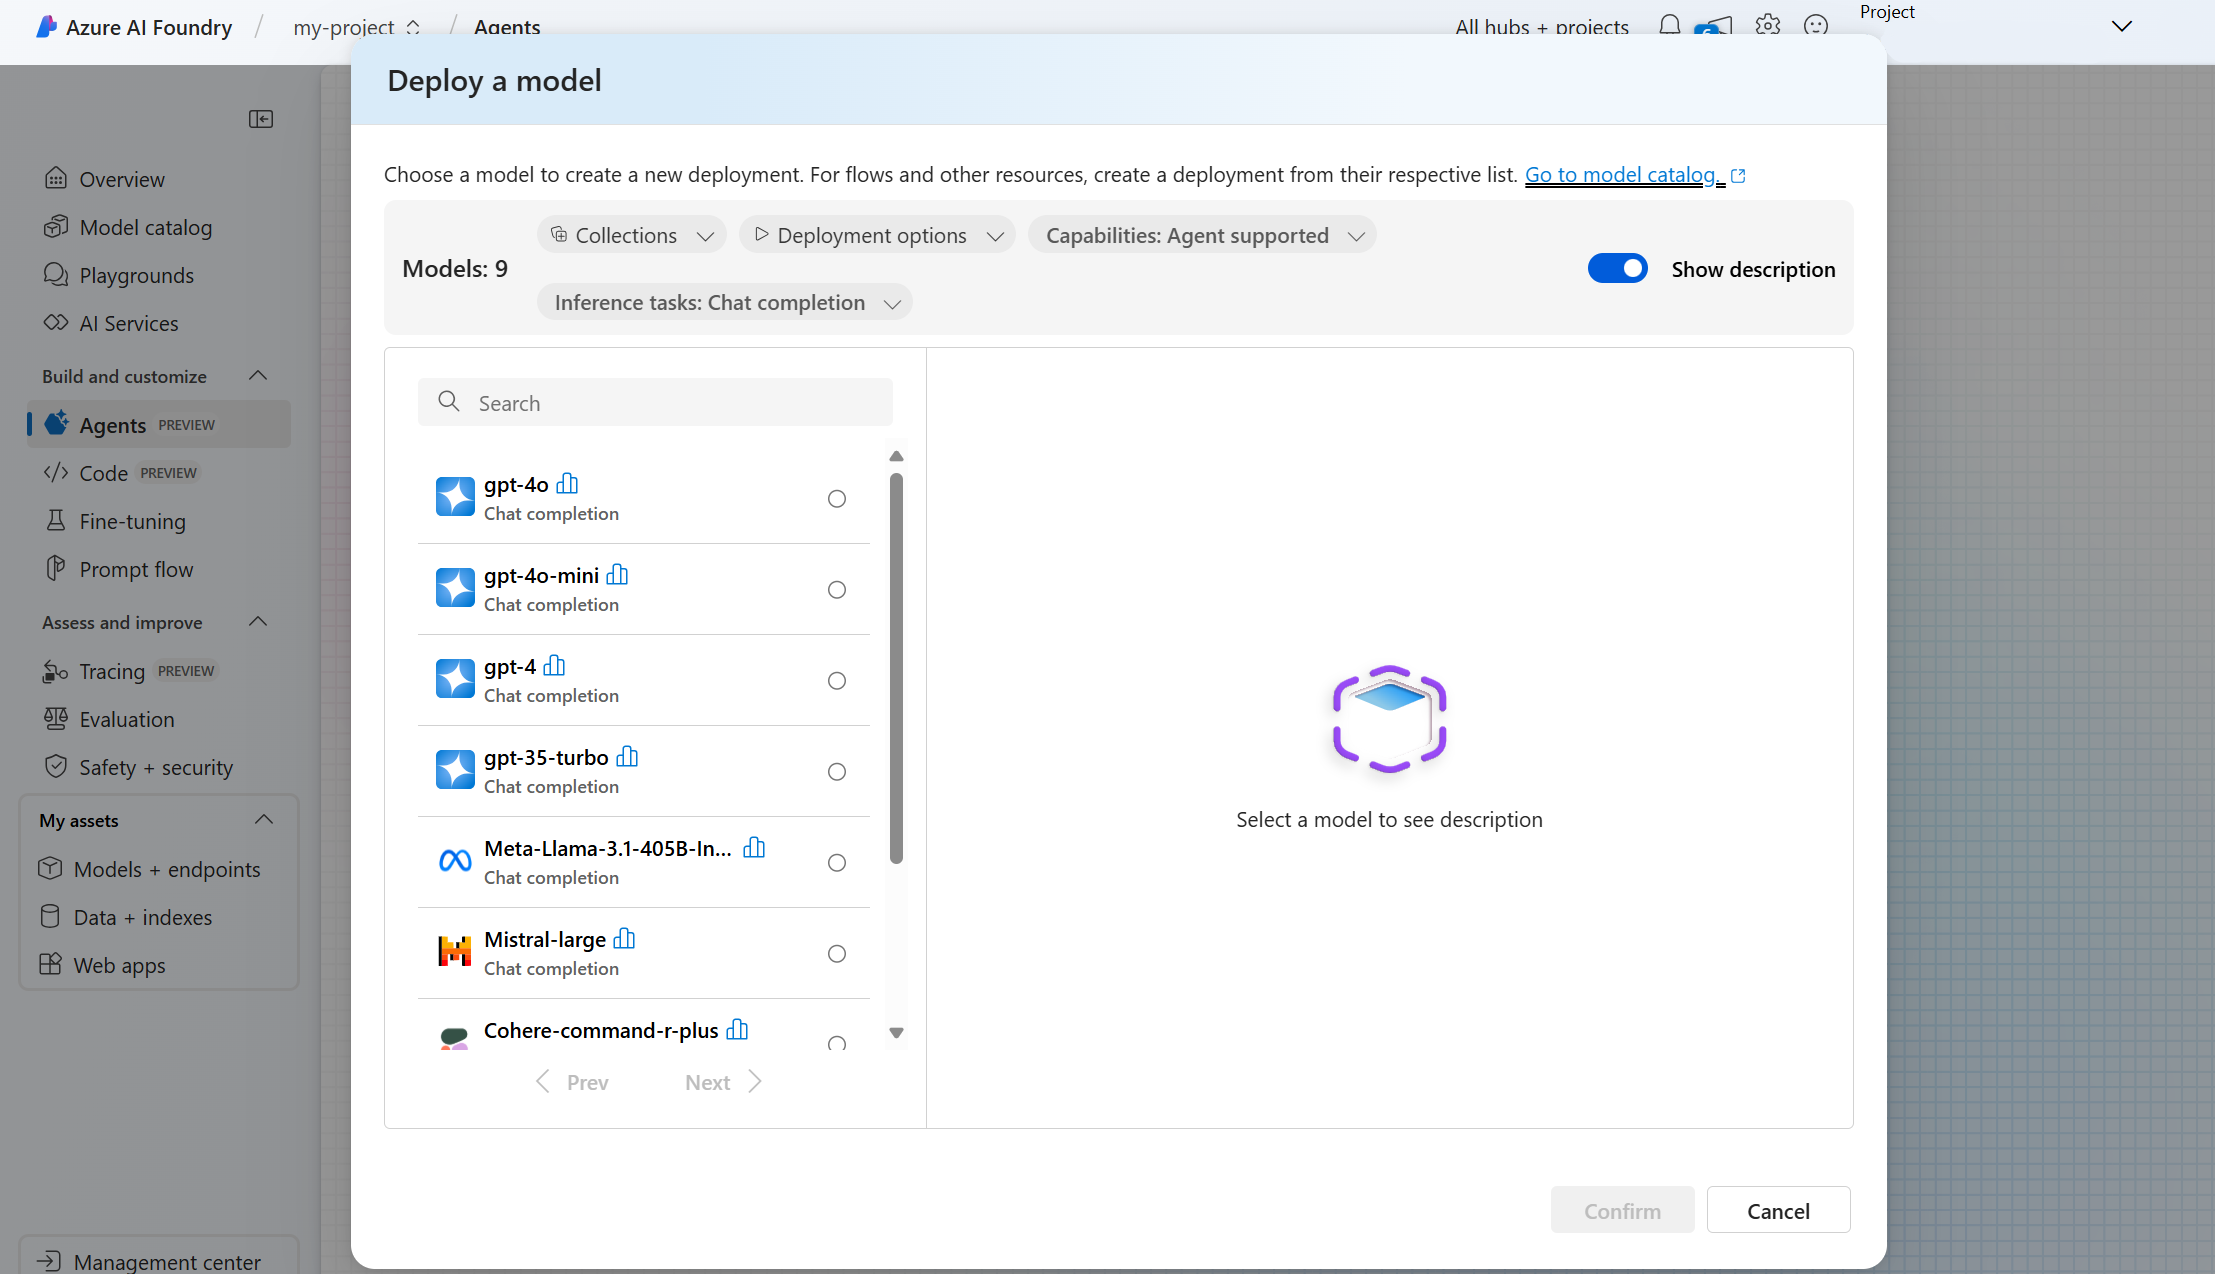 Azure AI Foundry / my-project / Agents
All hubs + projects
Project
Deploy a model
Choose a model to create a new deployment. For flows and other resources, create a deployment from their respective list. Go to model catalog.
Models: 9
Collections
Deployment options
Capabilities: Agent supported
Inference tasks: Chat completion
Show description
Search
gpt-4o
Chat completion
gpt-4o-mini
Chat completion
gpt-4
Chat completion
gpt-35-turbo
Chat completion
Meta-Llama-3.1-405B-In...
Chat completion
Mistral-large
Chat completion
Cohere-command-r-plus
Prev
Next
Select a model to see description
Confirm
Cancel
Overview
Model catalog
Playgrounds
AI Services
Build and customize
Agents PREVIEW
Code PREVIEW
Fine-tuning
Prompt flow
Assess and improve
Tracing PREVIEW
Evaluation
Safety + security
My assets
Models + endpoints
Data + indexes
Web apps
Management center